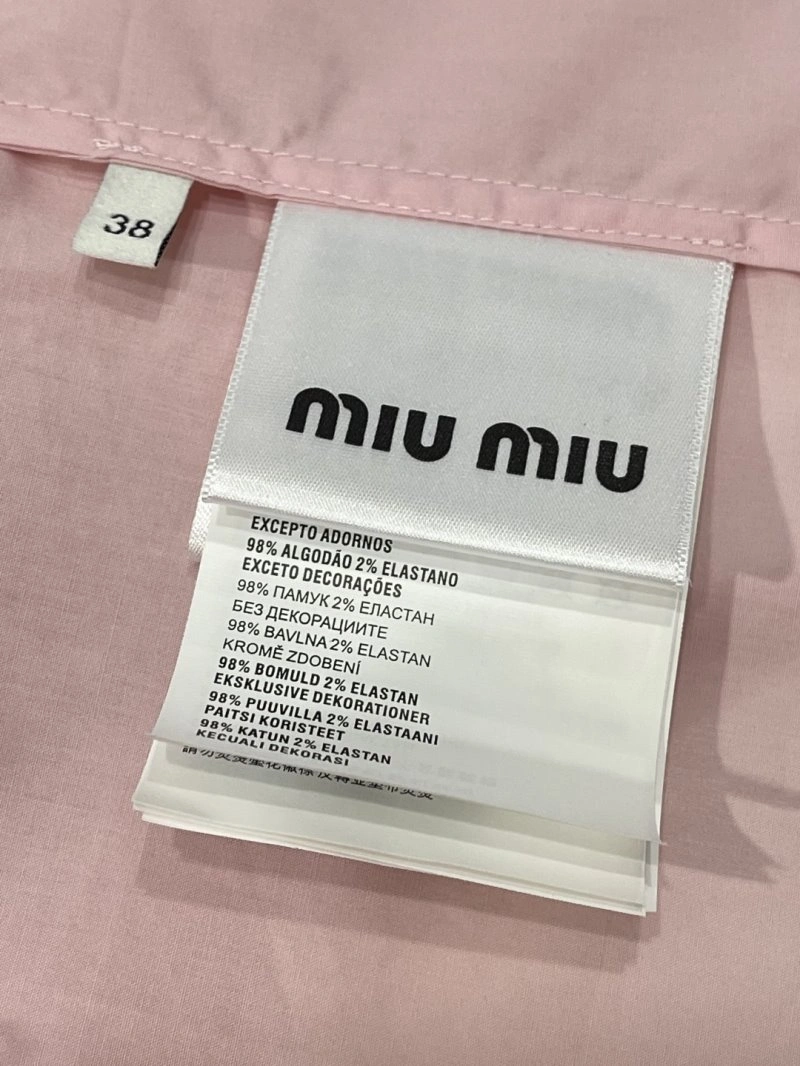 38
miu miu
EXCEPTO ADORNOS
98% ALGODÃO 2% ELASTANO
EXCETO DECORAÇÕES
98% ПАМУК 2% ЕЛАСТАН
БЕЗ ДЕКОРАЦИИТЕ
98% BAVLNA 2% ELASTAN
KROMĚ ZDOBENÍ
98% BOMULD 2% ELASTAN
EKSKLUSIVE DEKORATIONER
98% PUUVILLA 2% ELASTAANI
PAITSI KORISTEET
98% KATUN 2% ELASTAN
KECUALI DEKORASI
請勿